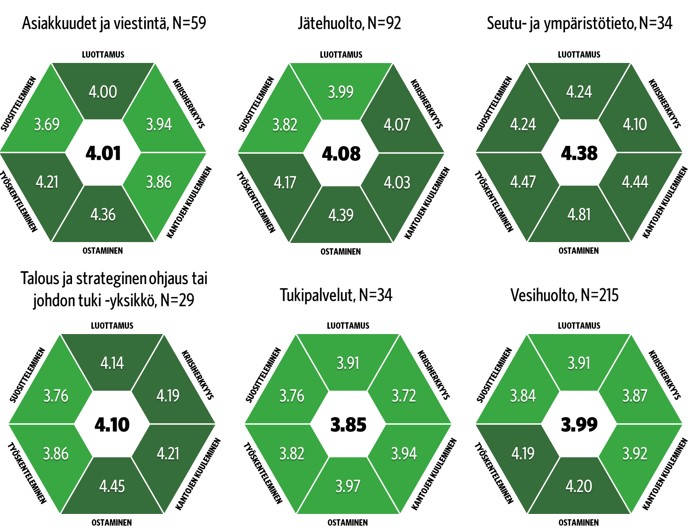 Asiakkuudet ja viestintä, N=59
LUOTTAMUS
SUOSITTELEMINEN
KRIISIHERKKYYS
4.00
3.69
3.94
4.01
4.21
3.86
4.36
TYÖSKENTELEMINEN
KANTOJEN KUULEMINEN
OSTAMINEN
Jätehuolto, N=92
LUOTTAMUS
SUOSITTELEMINEN
KRIISIHERKKYYS
3.99
3.82
4.07
4.08
4.17
4.03
4.39
TYÖSKENTELEMINEN
KANTOJEN KUULEMINEN
OSTAMINEN
Seutu- ja ympäristötieto, N=34
LUOTTAMUS
SUOSITTELEMINEN
KRIISIHERKKYYS
4.24
4.24
4.10
4.38
4.47
4.44
4.81
TYÖSKENTELEMINEN
KANTOJEN KUULEMINEN
OSTAMINEN
Talous ja strateginen ohjaus tai
johdon tuki -yksikkö, N=29
LUOTTAMUS
SUOSITTELEMINEN
KRIISIHERKKYYS
4.14
3.76
4.19
4.10
3.86
4.21
4.45
TYÖSKENTELEMINEN
KANTOJEN KUULEMINEN
OSTAMINEN
Tukipalvelut, N=34
LUOTTAMUS
SUOSITTELEMINEN
KRIISIHERKKYYS
3.91
3.76
3.72
3.85
3.82
3.94
3.97
TYÖSKENTELEMINEN
KANTOJEN KUULEMINEN
OSTAMINEN
Vesihuolto, N=215
LUOTTAMUS
SUOSITTELEMINEN
KRIISIHERKKYYS
3.91
3.84
3.87
3.99
4.19
3.92
4.20
TYÖSKENTELEMINEN
KANTOJEN KUULEMINEN
OSTAMINEN